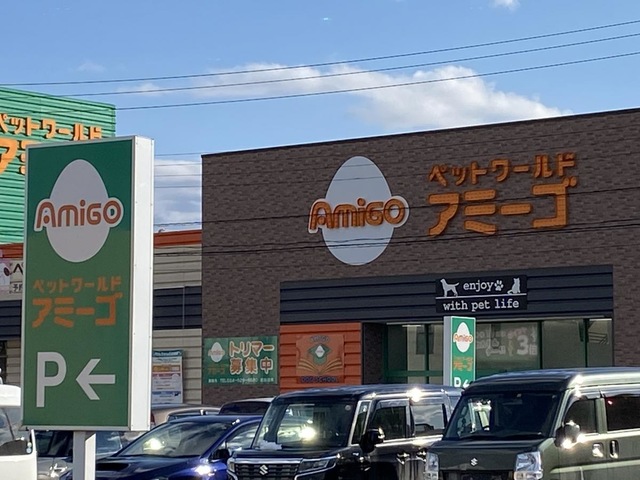 ペットワールド
アミ
AMIGO
ペットワールド
アミーゴ
P ←
AMIGO
ペットワールド
アミーゴ
enjoy
with pet life
トリマー
募集中
AMIGO
P